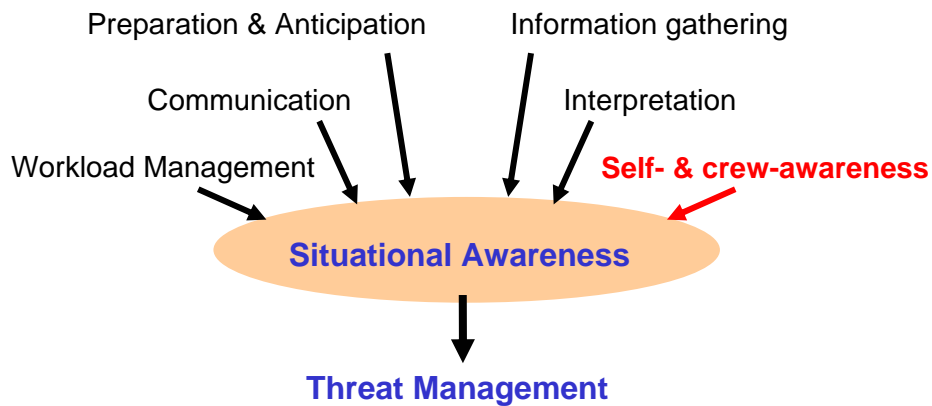 Preparation & Anticipation
Information gathering
Communication
Interpretation
Workload Management
Self- & crew-awareness
Situational Awareness
Threat Management